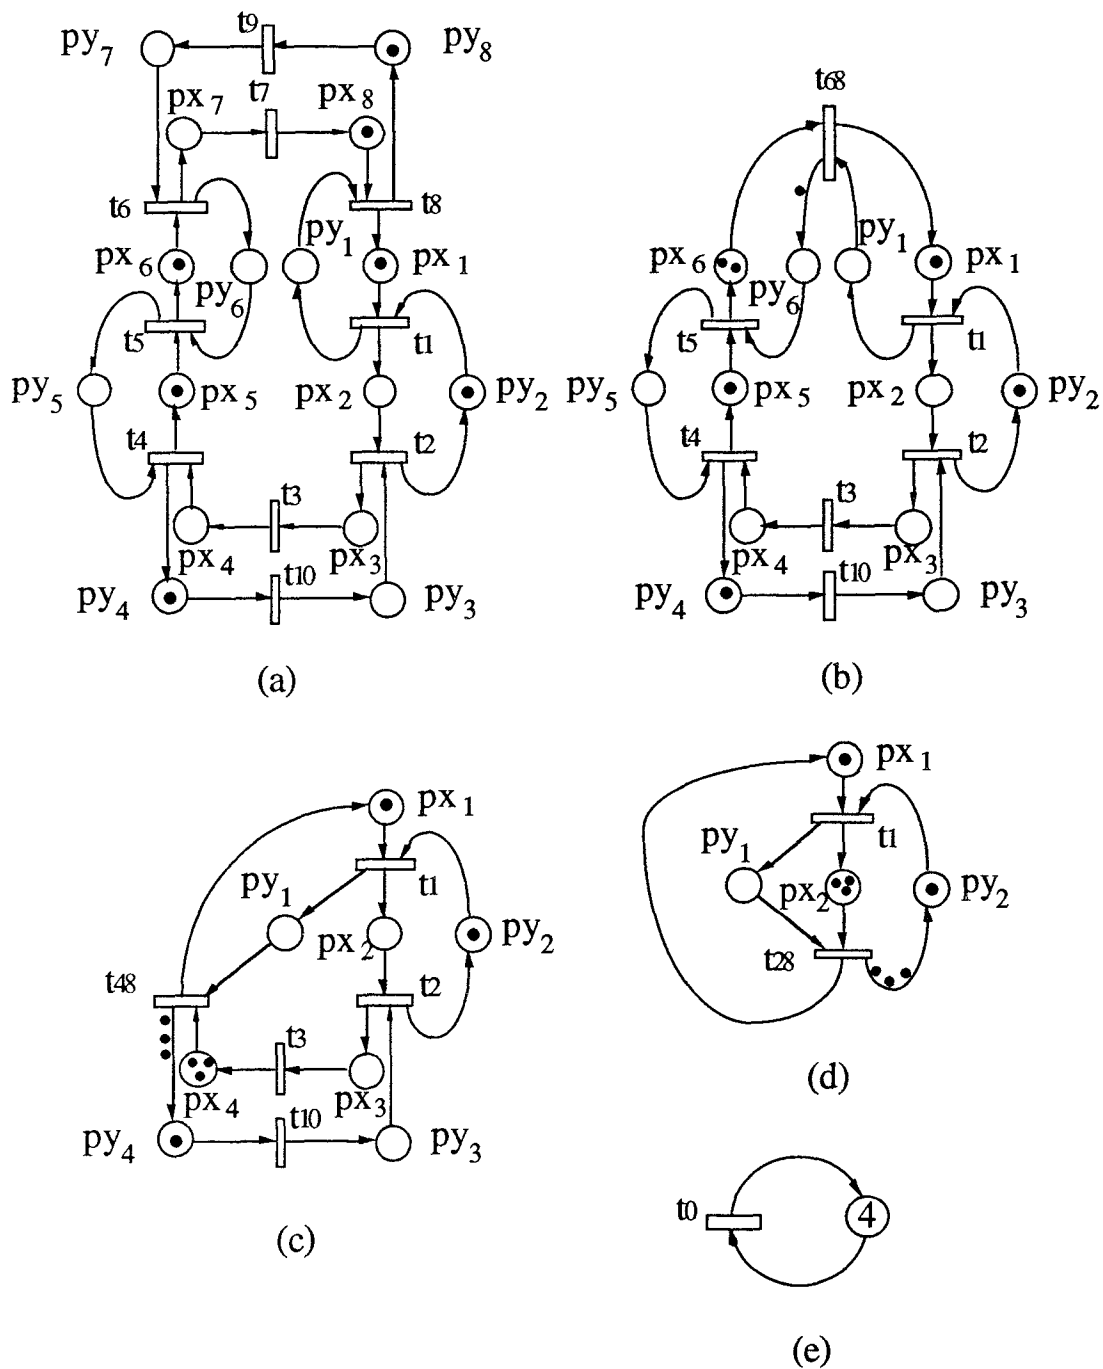 py7 t9 py8
px7 t7 px8
t6 t8
px6 py6 py1 px1
t5 t1
py5 px5 px2 py2
t4 t2
t3
px4 px3
t10
py4 py3
(a)
t68
px6 py6 py1 px1
t5 t1
py5 px5 px2 py2
t4 t2
t3
px4 px3
t10
py4 py3
(b)
px1
t1
py1 px2 py2
t48 t2
t3
px4 px3
t10
py4 py3
(c)
px1
t1
py1
px2 py2
t28
(d)
t0 4
(e)